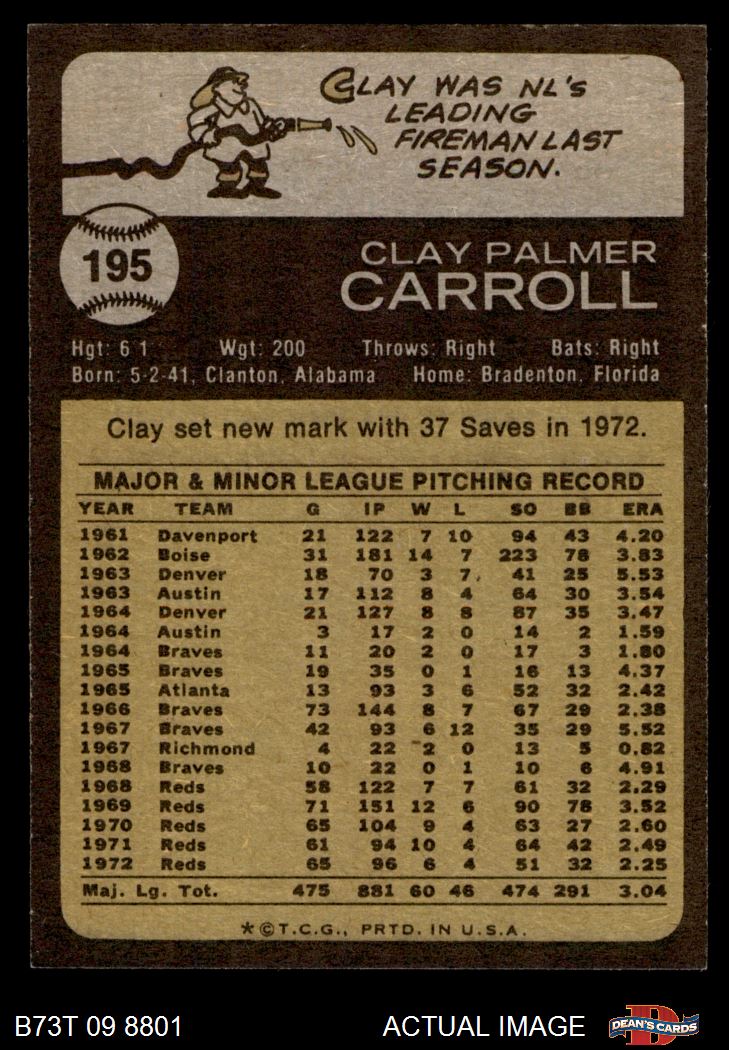 CLAY WAS NL'S
LEADING
FIREMAN LAST
SEASON.
195
CLAY PALMER
CARROLL
Hgt: 6 1 Wgt: 200 Throws: Right Bats: Right
Born: 5-2-41, Clanton, Alabama Home: Bradenton, Florida
Clay set new mark with 37 Saves in 1972.
MAJOR & MINOR LEAGUE PITCHING RECORD
YEAR TEAM G IP W L SO BB ERA
1961 Davenport 21 122 7 10 94 43 4.20
1962 Boise 31 181 14 7 223 78 3.83
1963 Denver 18 70 3 7 41 25 5.53
1963 Austin 17 112 8 4 64 30 3.54
1964 Denver 21 127 8 8 87 35 3.47
1964 Austin 3 17 2 0 14 2 1.59
1964 Braves 11 20 2 0 17 3 1.80
1965 Braves 19 35 0 1 16 13 4.37
1965 Atlanta 13 93 3 6 52 32 2.42
1966 Braves 73 144 8 7 67 29 2.38
1967 Braves 42 93 6 12 35 29 5.52
1967 Richmond 4 22 2 0 13 5 0.82
1968 Braves 10 22 0 1 10 6 4.91
1968 Reds 58 122 7 7 61 32 2.29
1969 Reds 71 151 12 6 90 78 3.52
1970 Reds 65 104 9 4 63 27 2.60
1971 Reds 61 94 10 4 64 42 2.49
1972 Reds 65 96 6 4 51 32 2.25
Maj. Lg. Tot. 475 881 60 46 474 291 3.04
*©T.C.G., PRTD. IN U.S.A.
B73T 09 8801 ACTUAL IMAGE DEAN'S CARDS